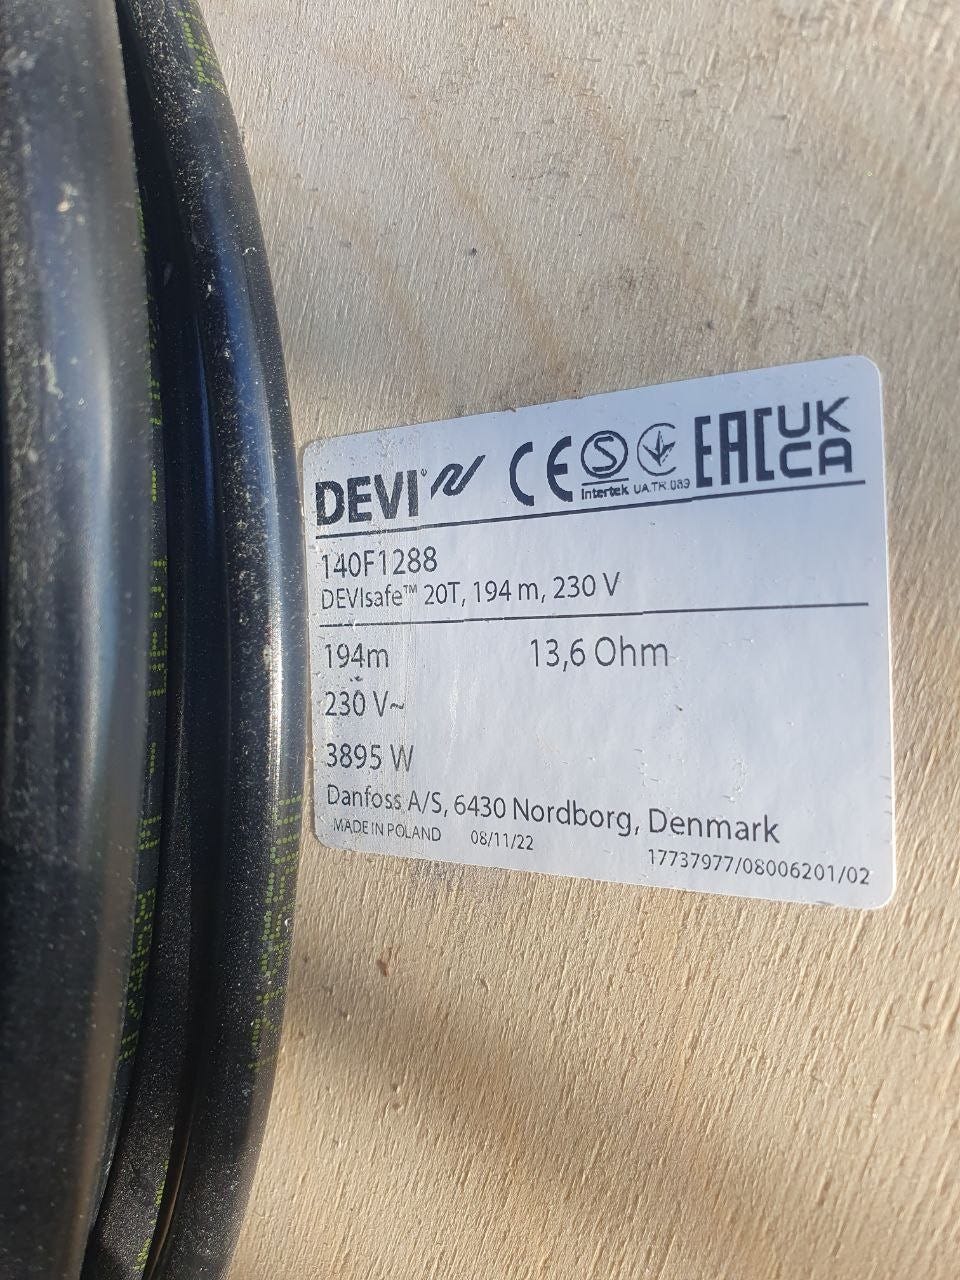 DEVI® CE S Intertek UA.TR.089 EAC UK CA
140F1288
DEVIsafe™ 20T, 194 m, 230 V
194m 13,6 Ohm
230 V~
3895 W
Danfoss A/S, 6430 Nordborg, Denmark
MADE IN POLAND 08/11/22 17737977/08006201/02